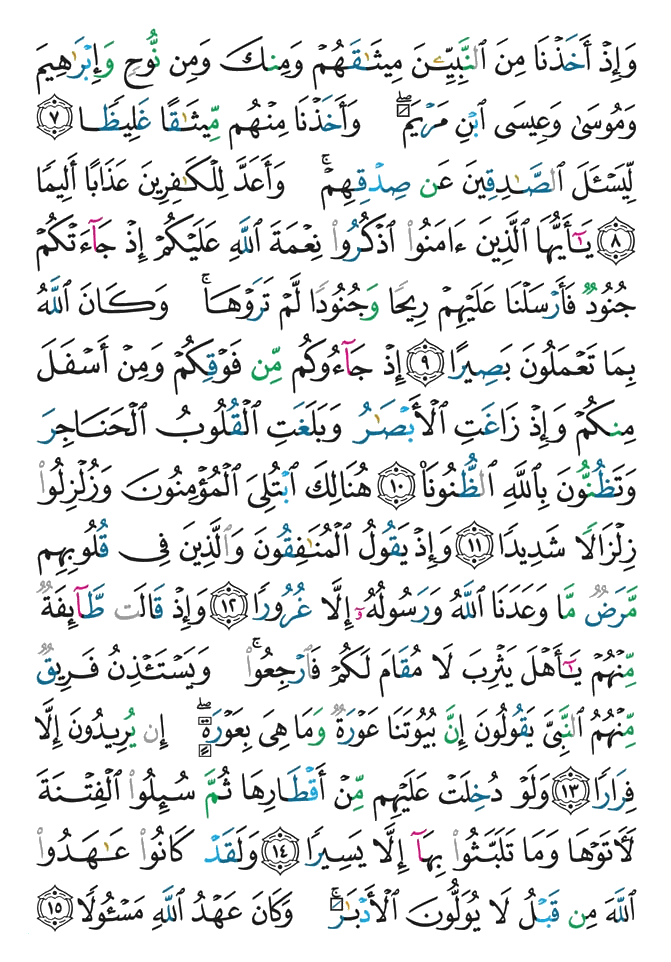 وَإِذْ أَخَذْنَا مِنَ ٱلنَّبِيِّـۧنَ مِيثَـٰقَهُمْ وَمِنكَ وَمِن نُّوحٍ وَإِبْرَٰهِيمَ
وَمُوسَىٰ وَعِيسَى ٱبْنِ مَرْيَمَ ۖ وَأَخَذْنَا مِنْهُم مِّيثَـٰقًا غَلِيظًا ٧
لِّيَسْـَٔلَ ٱلصَّـٰدِقِينَ عَن صِدْقِهِمْ ۚ وَأَعَدَّ لِلْكَـٰفِرِينَ عَذَابًا أَلِيمًا
٨ يَـٰٓأَيُّهَا ٱلَّذِينَ ءَامَنُوا۟ ٱذْكُرُوا۟ نِعْمَةَ ٱللَّهِ عَلَيْكُمْ إِذْ جَآءَتْكُمْ
جُنُودٌ فَأَرْسَلْنَا عَلَيْهِمْ رِيحًا وَجُنُودًا لَّمْ تَرَوْهَا ۚ وَكَانَ ٱللَّهُ
بِمَا تَعْمَلُونَ بَصِيرًا ٩ إِذْ جَآءُوكُم مِّن فَوْقِكُمْ وَمِنْ أَسْفَلَ
مِنكُمْ وَإِذْ زَاغَتِ ٱلْأَبْصَـٰرُ وَبَلَغَتِ ٱلْقُلُوبُ ٱلْحَنَاجِرَ
وَتَظُنُّونَ بِٱللَّهِ ٱلظُّنُونَا۠ ١٠ هُنَالِكَ ٱبْتُلِىَ ٱلْمُؤْمِنُونَ وَزُلْزِلُوا۟
زِلْزَالًا شَدِيدًا ١١ وَإِذْ يَقُولُ ٱلْمُنَـٰفِقُونَ وَٱلَّذِينَ فِى قُلُوبِهِم
مَّرَضٌ مَّا وَعَدَنَا ٱللَّهُ وَرَسُولُهُۥٓ إِلَّا غُرُورًا ١٢ وَإِذْ قَالَت طَّآئِفَةٌ
مِّنْهُمْ يَـٰٓأَهْلَ يَثْرِبَ لَا مُقَامَ لَكُمْ فَٱرْجِعُوا۟ ۚ وَيَسْتَـْٔذِنُ فَرِيقٌ
مِّنْهُمُ ٱلنَّبِىَّ يَقُولُونَ إِنَّ بُيُوتَنَا عَوْرَةٌ وَمَا هِىَ بِعَوْرَةٍ ۖ إِن يُرِيدُونَ إِلَّا
فِرَارًا ١٣ وَلَوْ دُخِلَتْ عَلَيْهِم مِّنْ أَقْطَارِهَا ثُمَّ سُئِلُوا۟ ٱلْفِتْنَةَ
لَـَٔاتَوْهَا وَمَا تَلَبَّثُوا۟ بِهَآ إِلَّا يَسِيرًا ١٤ وَلَقَدْ كَانُوا۟ عَـٰهَدُوا۟
ٱللَّهَ مِن قَبْلُ لَا يُوَلُّونَ ٱلْأَدْبَـٰرَ ۚ وَكَانَ عَهْدُ ٱللَّهِ مَسْـُٔولًا ١٥